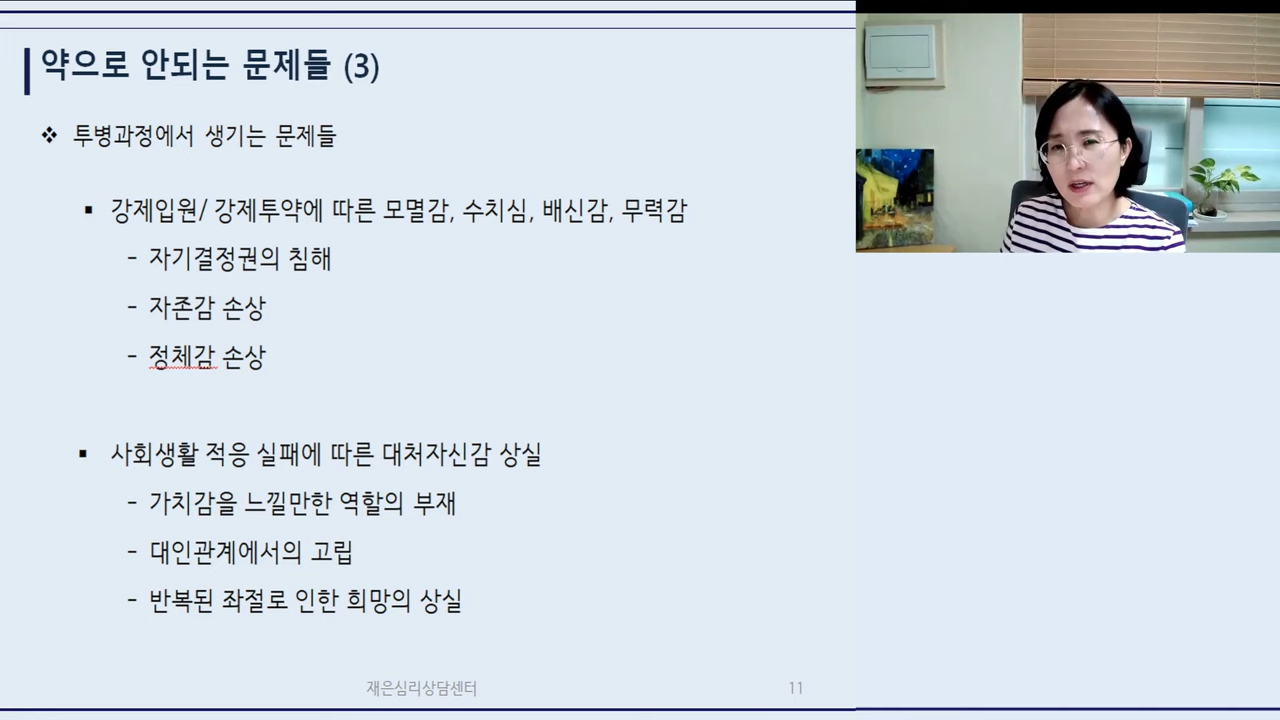 약으로 안되는 문제들 (3)
❖ 투병과정에서 생기는 문제들
▪ 강제입원/ 강제투약에 따른 모멸감, 수치심, 배신감, 무력감
- 자기결정권의 침해
- 자존감 손상
- 정체감 손상
▪ 사회생활 적응 실패에 따른 대처자신감 상실
- 가치감을 느낄만한 역할의 부재
- 대인관계에서의 고립
- 반복된 좌절로 인한 희망의 상실
재은심리상담센터
11